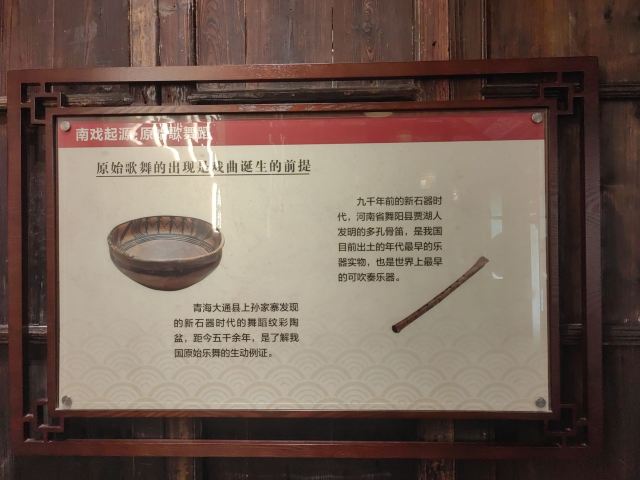 南戏起源·原始歌舞篇
原始歌舞的出现是戏曲诞生的前提
九千年前的新石器时
代，河南省舞阳县贾湖人
发明的多孔骨笛，是我国
目前出土的年代最早的乐
器实物，也是世界上最早
的可吹奏乐器。
青海大通县上孙家寨发现
的新石器时代的舞蹈纹彩陶
盆，距今五千余年，是了解我
国原始乐舞的生动例证。